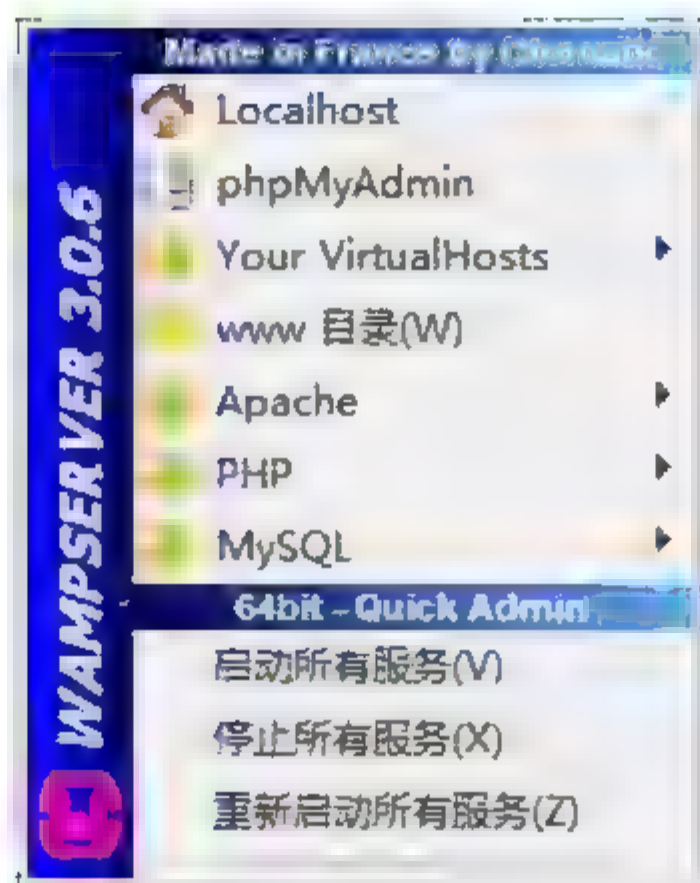 Made in France by Otomatic
Localhost
phpMyAdmin
Your VirtualHosts
www 目录(W)
Apache
PHP
MySQL
64bit - Quick Admin
启动所有服务(V)
停止所有服务(X)
重新启动所有服务(Z)
WAMPSERVER 3.0.6